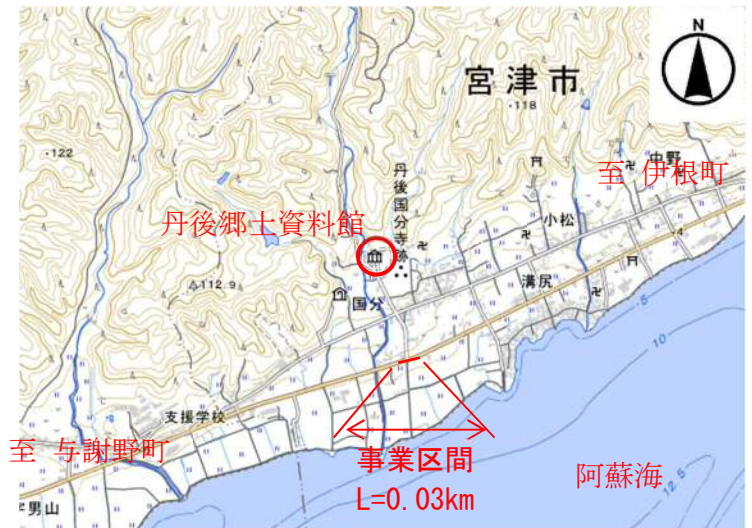 N
宮津市
・118
・122
中野
至 伊根町
丹後国分寺跡
小松
丹後郷土資料館
・4
溝尻
5
△112.9
国分
10
支援学校
至 与謝野町
事業区間
L=0.03km
阿蘇海
12.5
男山